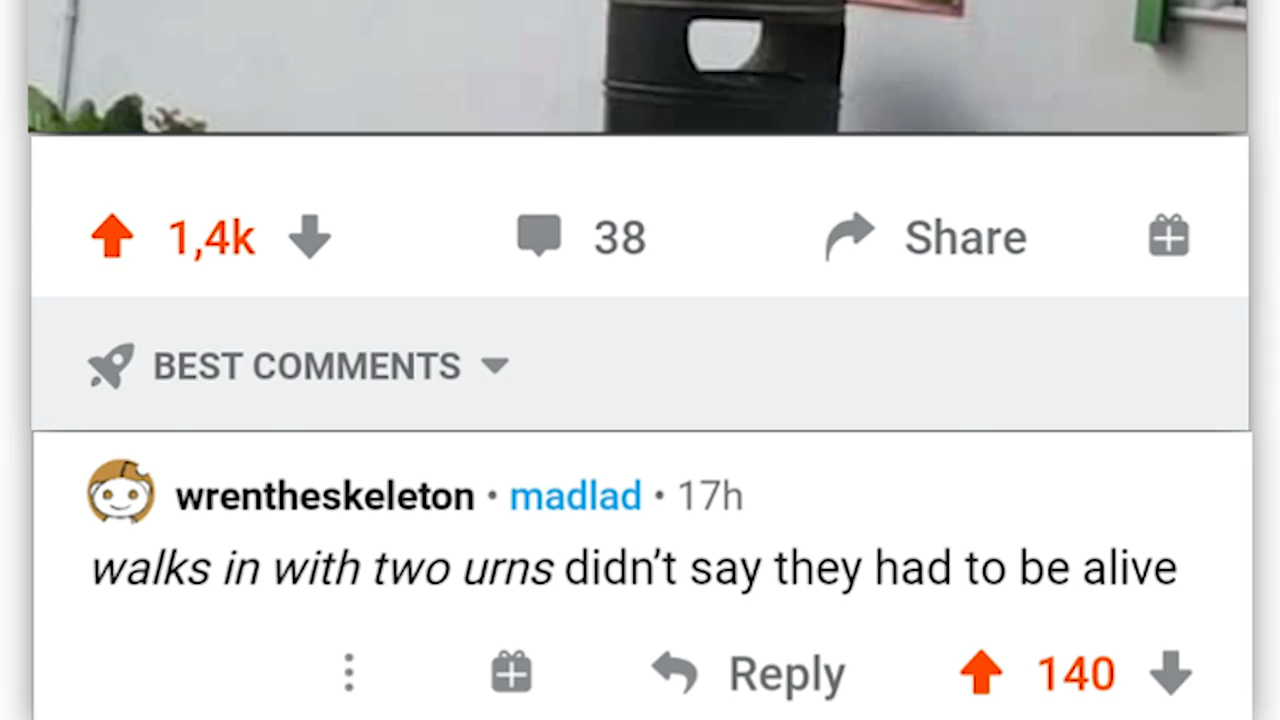 1,4k 38 Share
BEST COMMENTS
wrentheskeleton • madlad • 17h
walks in with two urns didn’t say they had to be alive
Reply 140